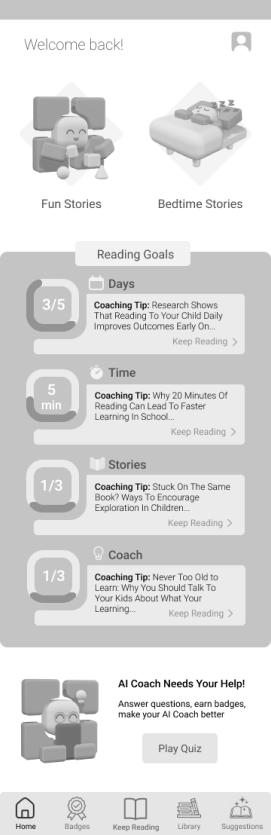 Welcome back!
Fun Stories
Bedtime Stories
Reading Goals
3/5
Days
Coaching Tip: Research Shows
That Reading To Your Child Daily
Improves Outcomes Early On...
Keep Reading
5
min
Time
Coaching Tip: Why 20 Minutes Of
Reading Can Lead To Faster
Learning In School...
Keep Reading
1/3
Stories
Coaching Tip: Stuck On The Same
Book? Ways To Encourage
Exploration In Children...
Keep Reading
1/3
Coach
Coaching Tip: Never Too Old to
Learn: Why You Should Talk To
Your Kids About What Your
Learning...
Keep Reading
AI Coach Needs Your Help!
Answer questions, earn badges,
make your AI Coach better
Play Quiz
Home
Badges
Keep Reading
Library
Suggestions